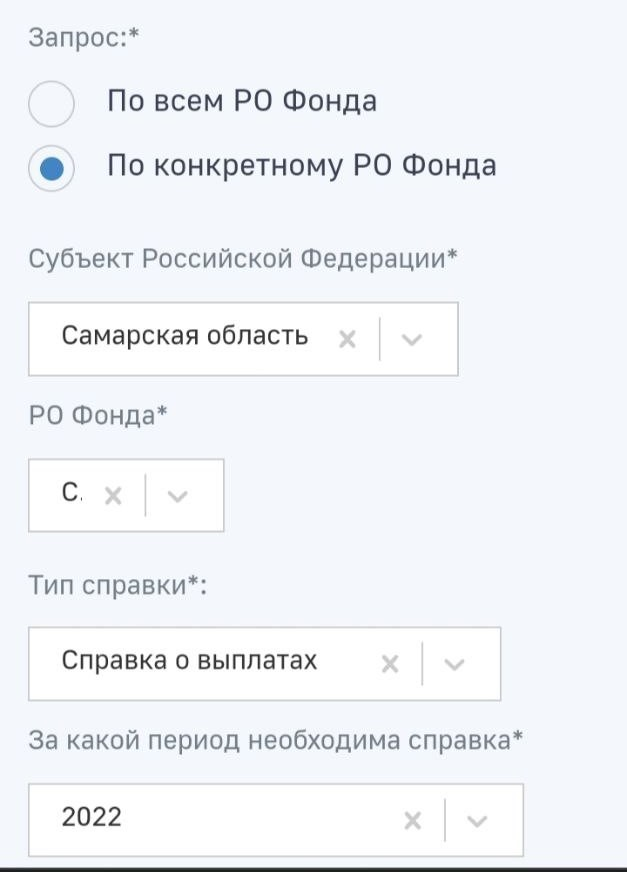 Запрос:*
По всем РО Фонда
По конкретному РО Фонда
Субъект Российской Федерации*
Самарская область
РО Фонда*
С.
Тип справки*:
Справка о выплатах
За какой период необходима справка*
2022